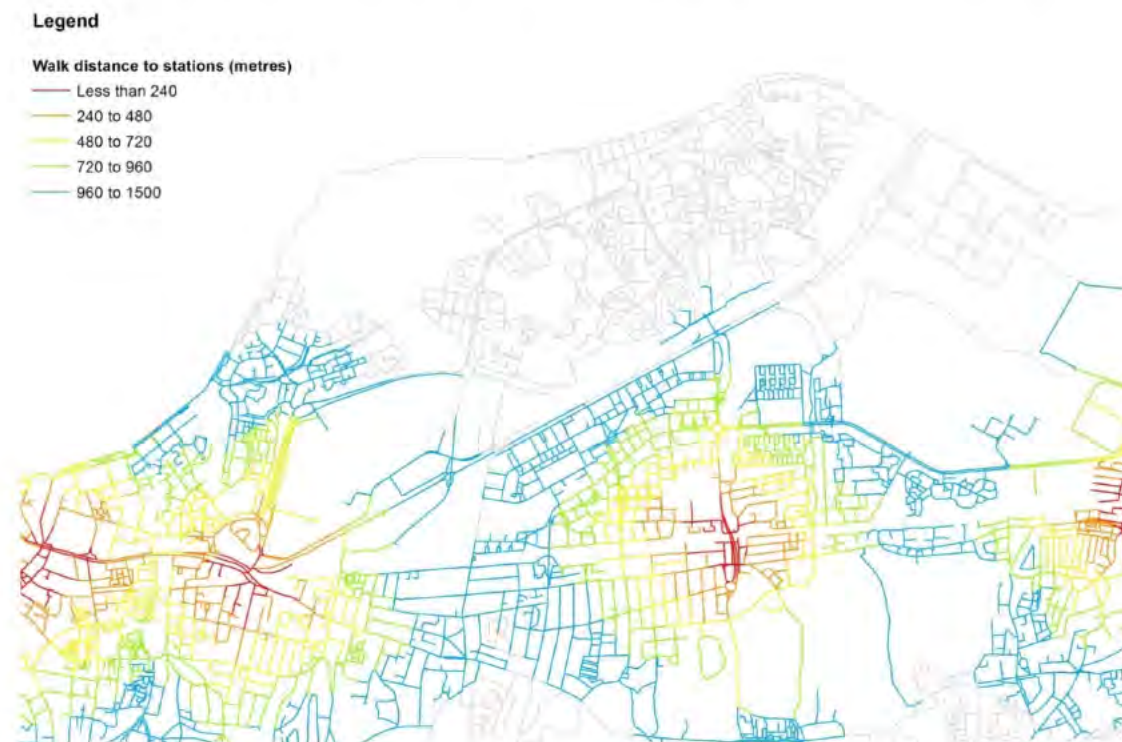 Legend
Walk distance to stations (metres)
Less than 240
240 to 480
480 to 720
720 to 960
960 to 1500